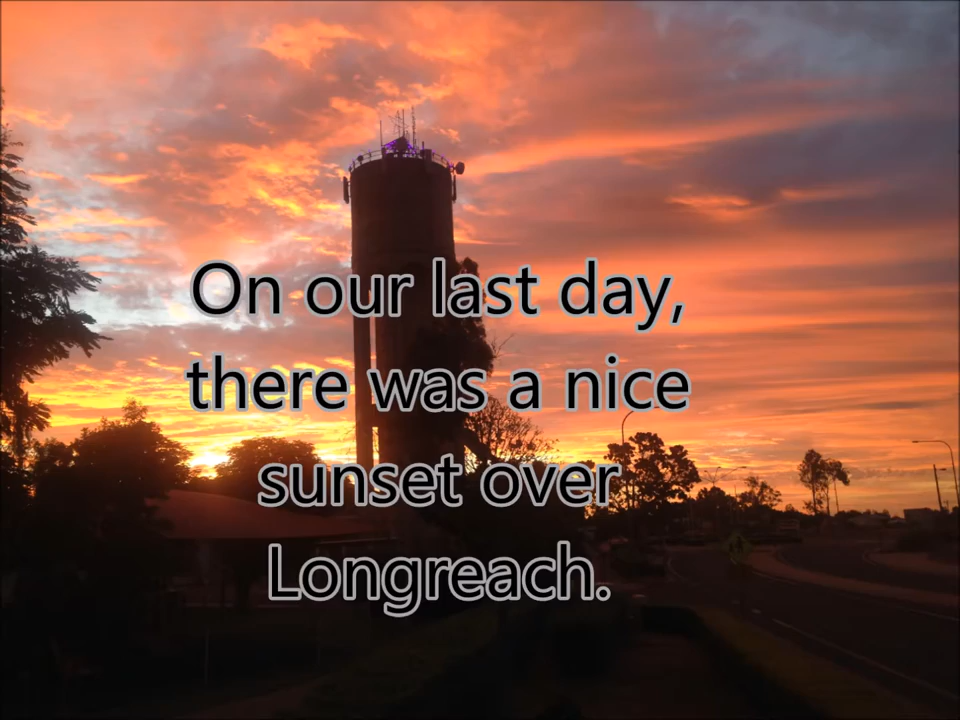 On our last day,
there was a nice
sunset over
Longreach.